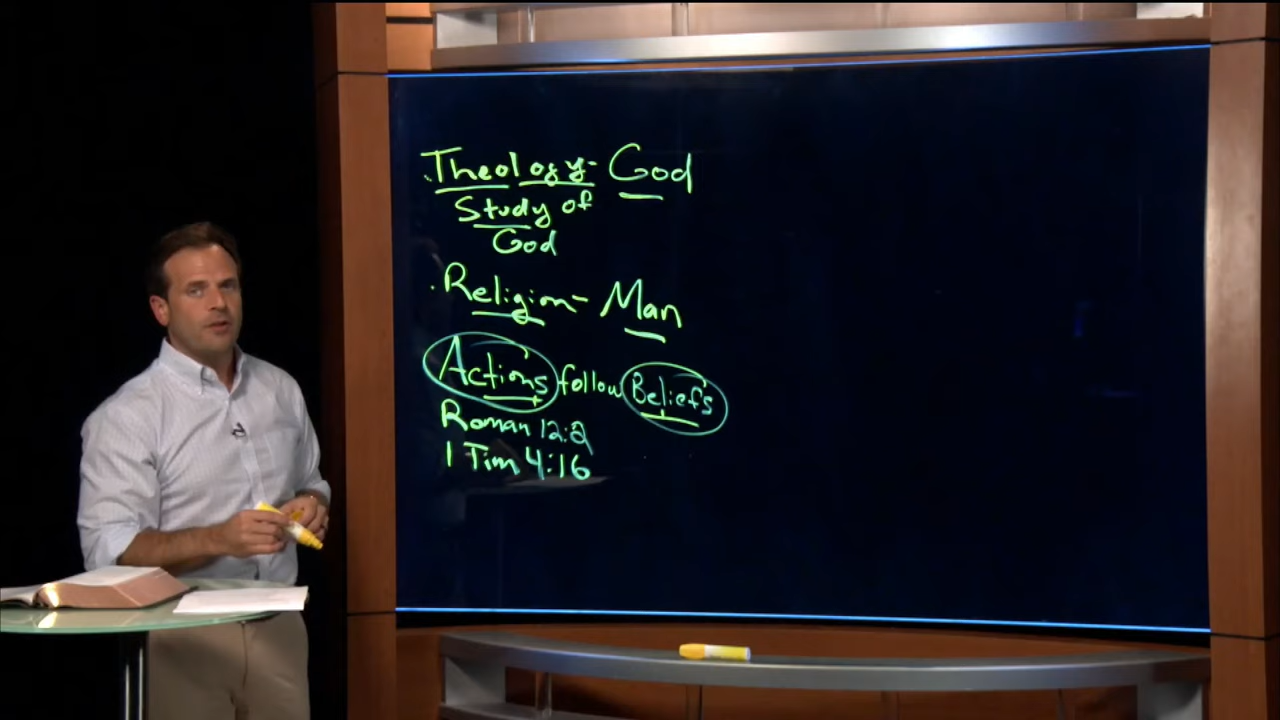 Theology - God
Study of
God
· Religion - Man
Actions follow Beliefs
Roman 12:2
1 Tim 4:16